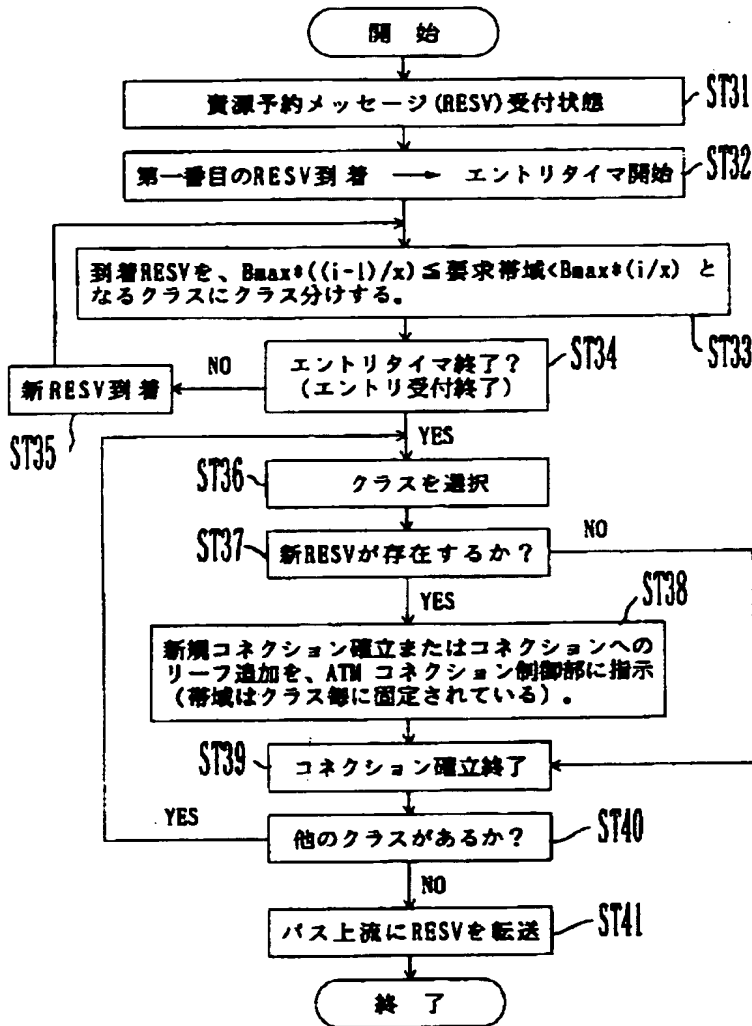 開 始
資源予約メッセージ(RESV)受付状態
ST31
第一番目のRESV到着 → エントリタイマ開始
ST32
到着RESVを、Bmax*((i-1)/x)≦要求帯域<Bmax*(i/x) と
なるクラスにクラス分けする。
ST33
エントリタイマ終了?
(エントリ受付終了)
ST34
NO
新RESV到着
ST35
YES
ST36
クラスを選択
ST37
新RESVが存在するか?
NO
YES
ST38
新規コネクション確立またはコネクションへの
リーフ追加を、ATM コネクション制御部に指示
(帯域はクラス毎に固定されている)。
ST39
コネクション確立終了
YES
他のクラスがあるか?
ST40
NO
パス上流にRESVを転送
ST41
終 了